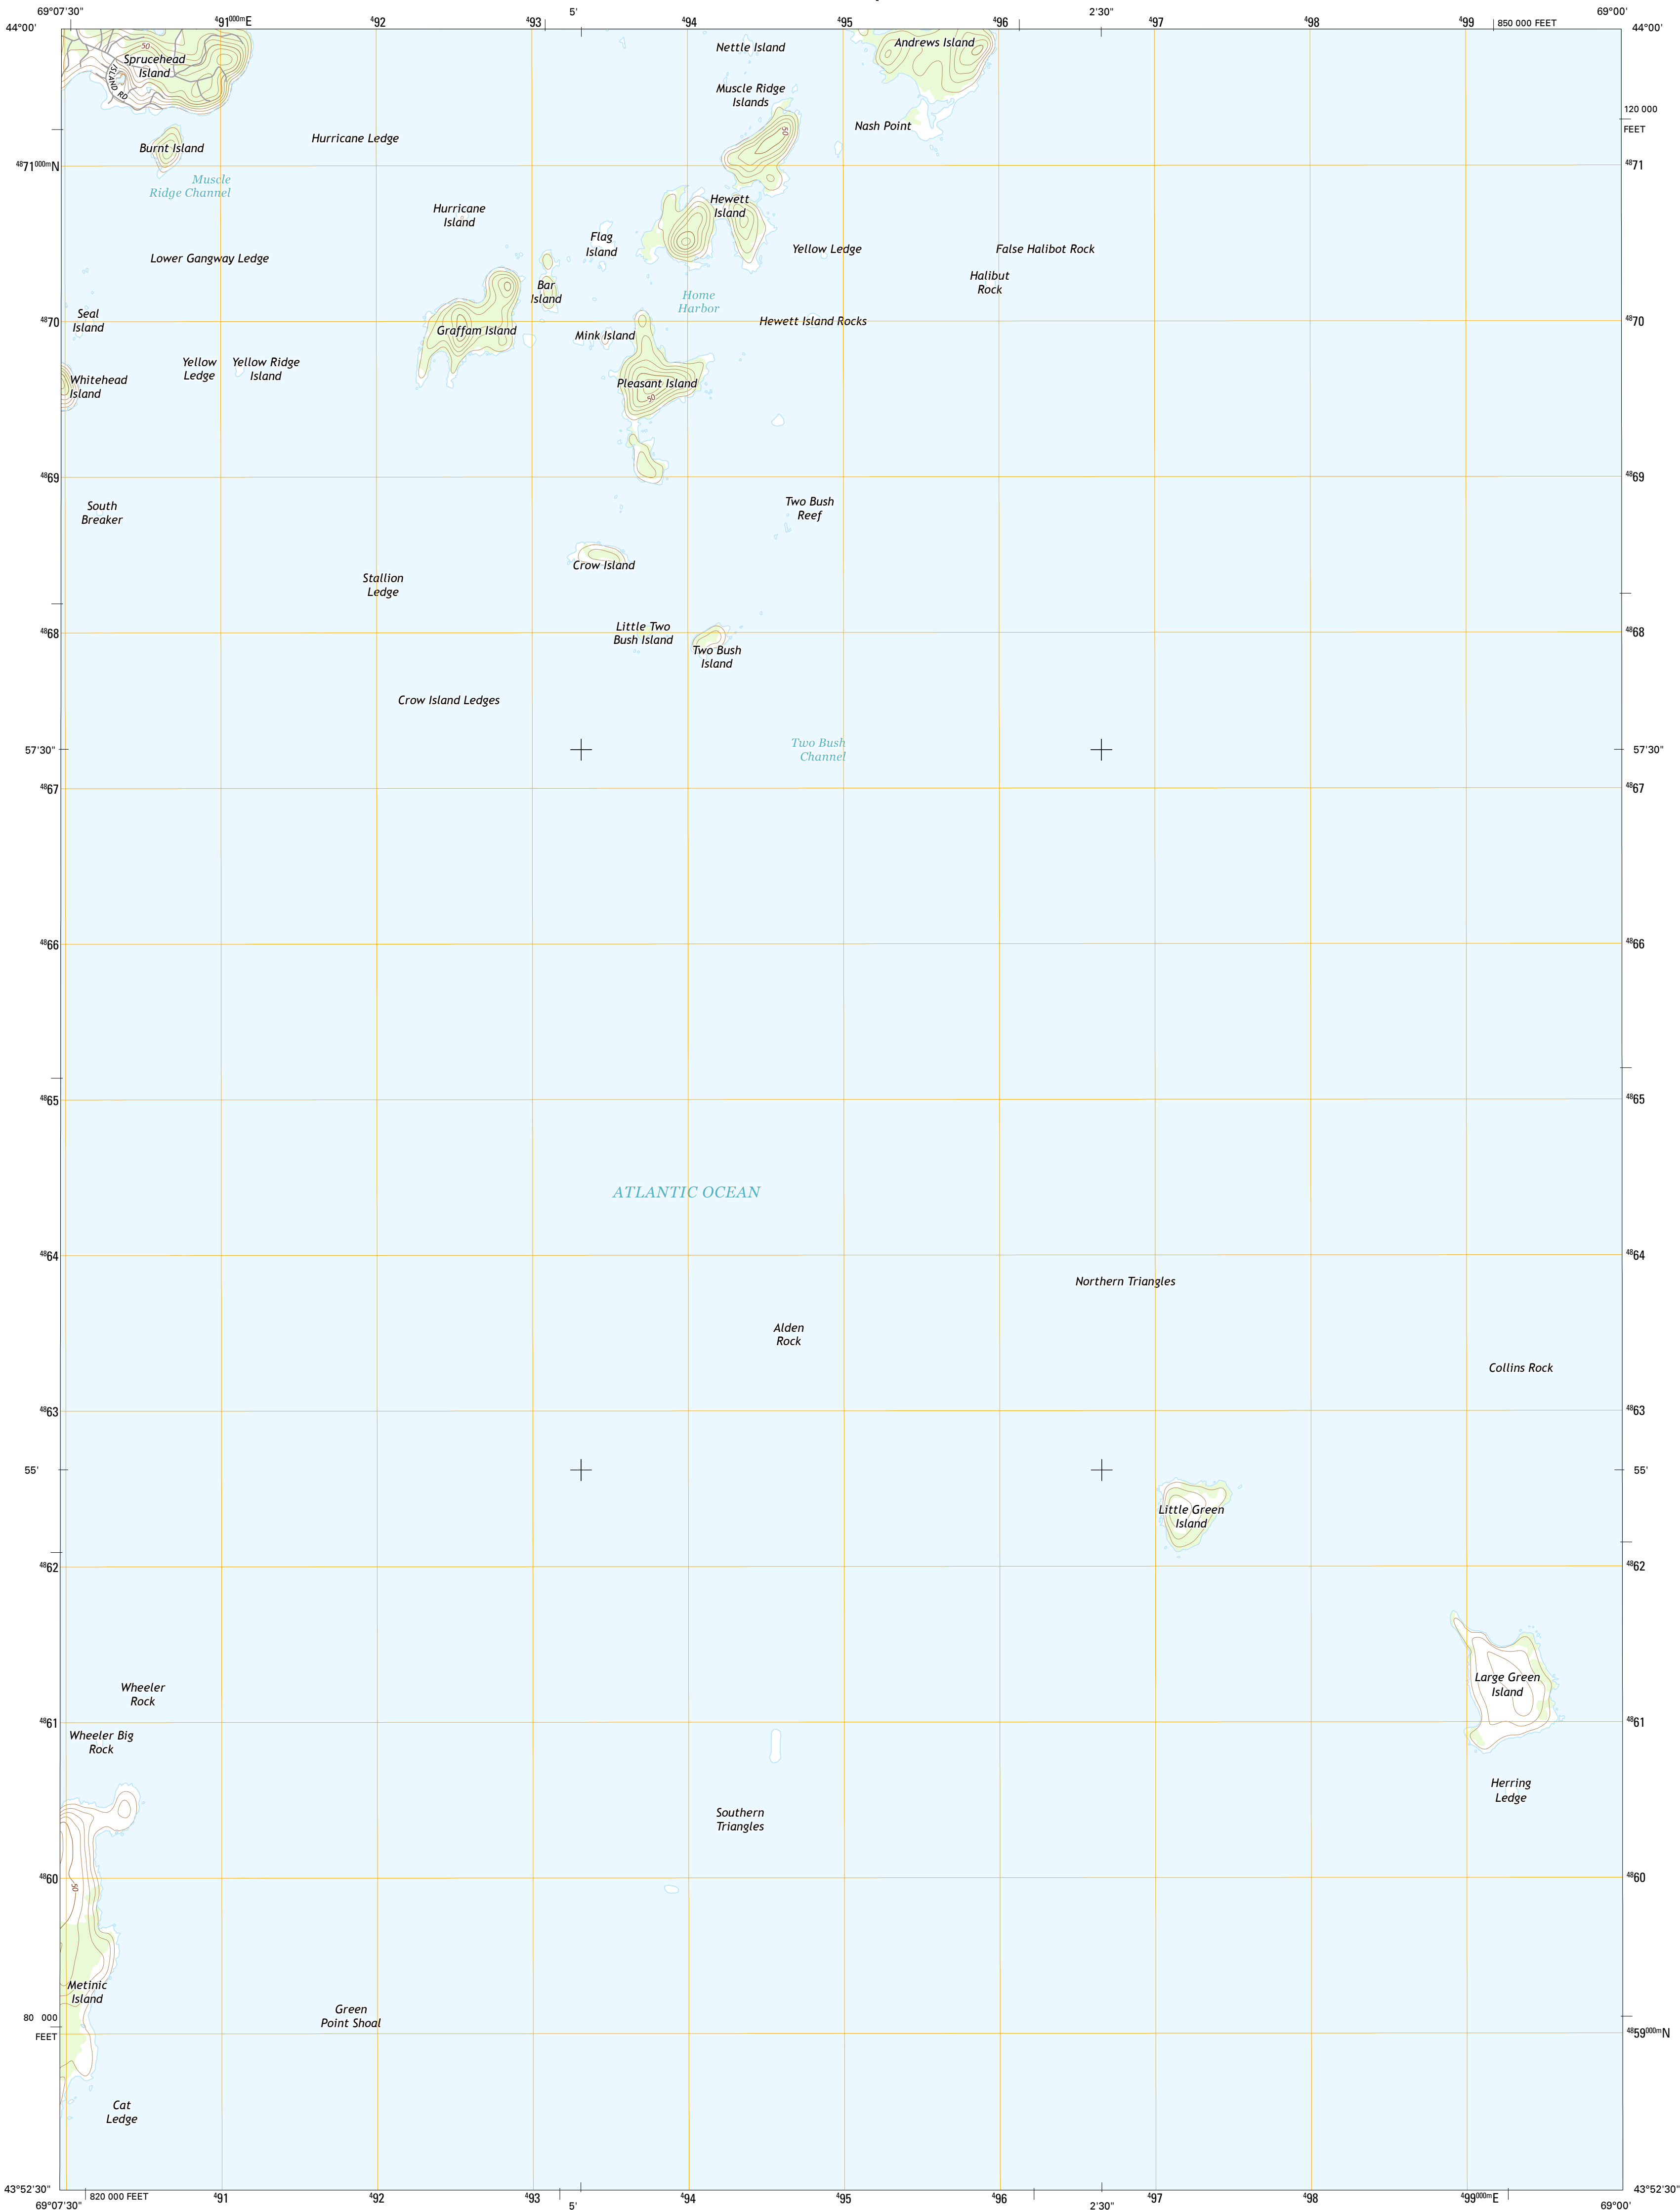 69°07'30"
⁴91⁰⁰⁰ᵐE
⁴92
⁴93
5'
⁴94
⁴95
⁴96
2'30"
⁴97
⁴98
⁴99
850 000 FEET
69°00'
44°00'
44°00'
Nettle Island
Andrews Island
Sprucehead
Island
50
ISLAND RD
Muscle Ridge
Islands
120 000
FEET
Nash Point
50
Hurricane Ledge
Burnt Island
⁴⁸71⁰⁰⁰ᵐN
⁴⁸71
Muscle
Ridge Channel
Hewett
Island
Hurricane
Island
Flag
Island
Yellow Ledge
False Halibot Rock
Lower Gangway Ledge
Halibut
Rock
Bar
Island
Home
Harbor
Seal
Island
⁴⁸70
Hewett Island Rocks
⁴⁸70
Graffam Island
Mink Island
Yellow
Ledge
Yellow Ridge
Island
Whitehead
Island
Pleasant Island
50
⁴⁸69
⁴⁸69
South
Breaker
Two Bush
Reef
Crow Island
Stallion
Ledge
Little Two
Bush Island
⁴⁸68
⁴⁸68
Two Bush
Island
Crow Island Ledges
57'30"
Two Bush
Channel
57'30"
⁴⁸67
⁴⁸67
⁴⁸66
⁴⁸66
⁴⁸65
⁴⁸65
ATLANTIC OCEAN
⁴⁸64
⁴⁸64
Northern Triangles
Alden
Rock
Collins Rock
⁴⁸63
⁴⁸63
55'
55'
Little Green
Island
⁴⁸62
⁴⁸62
Large Green
Island
Wheeler
Rock
⁴⁸61
⁴⁸61
Wheeler Big
Rock
Herring
Ledge
Southern
Triangles
⁴⁸60
⁴⁸60
50
Metinic
Island
Green
Point Shoal
80 000
FEET
⁴⁸59⁰⁰⁰ᵐN
Cat
Ledge
43°52'30"
43°52'30"
69°07'30"
820 000 FEET
⁴91
⁴92
⁴93
5'
⁴94
⁴95
⁴96
2'30"
⁴97
⁴98
⁴99⁰⁰⁰ᵐE
69°00'